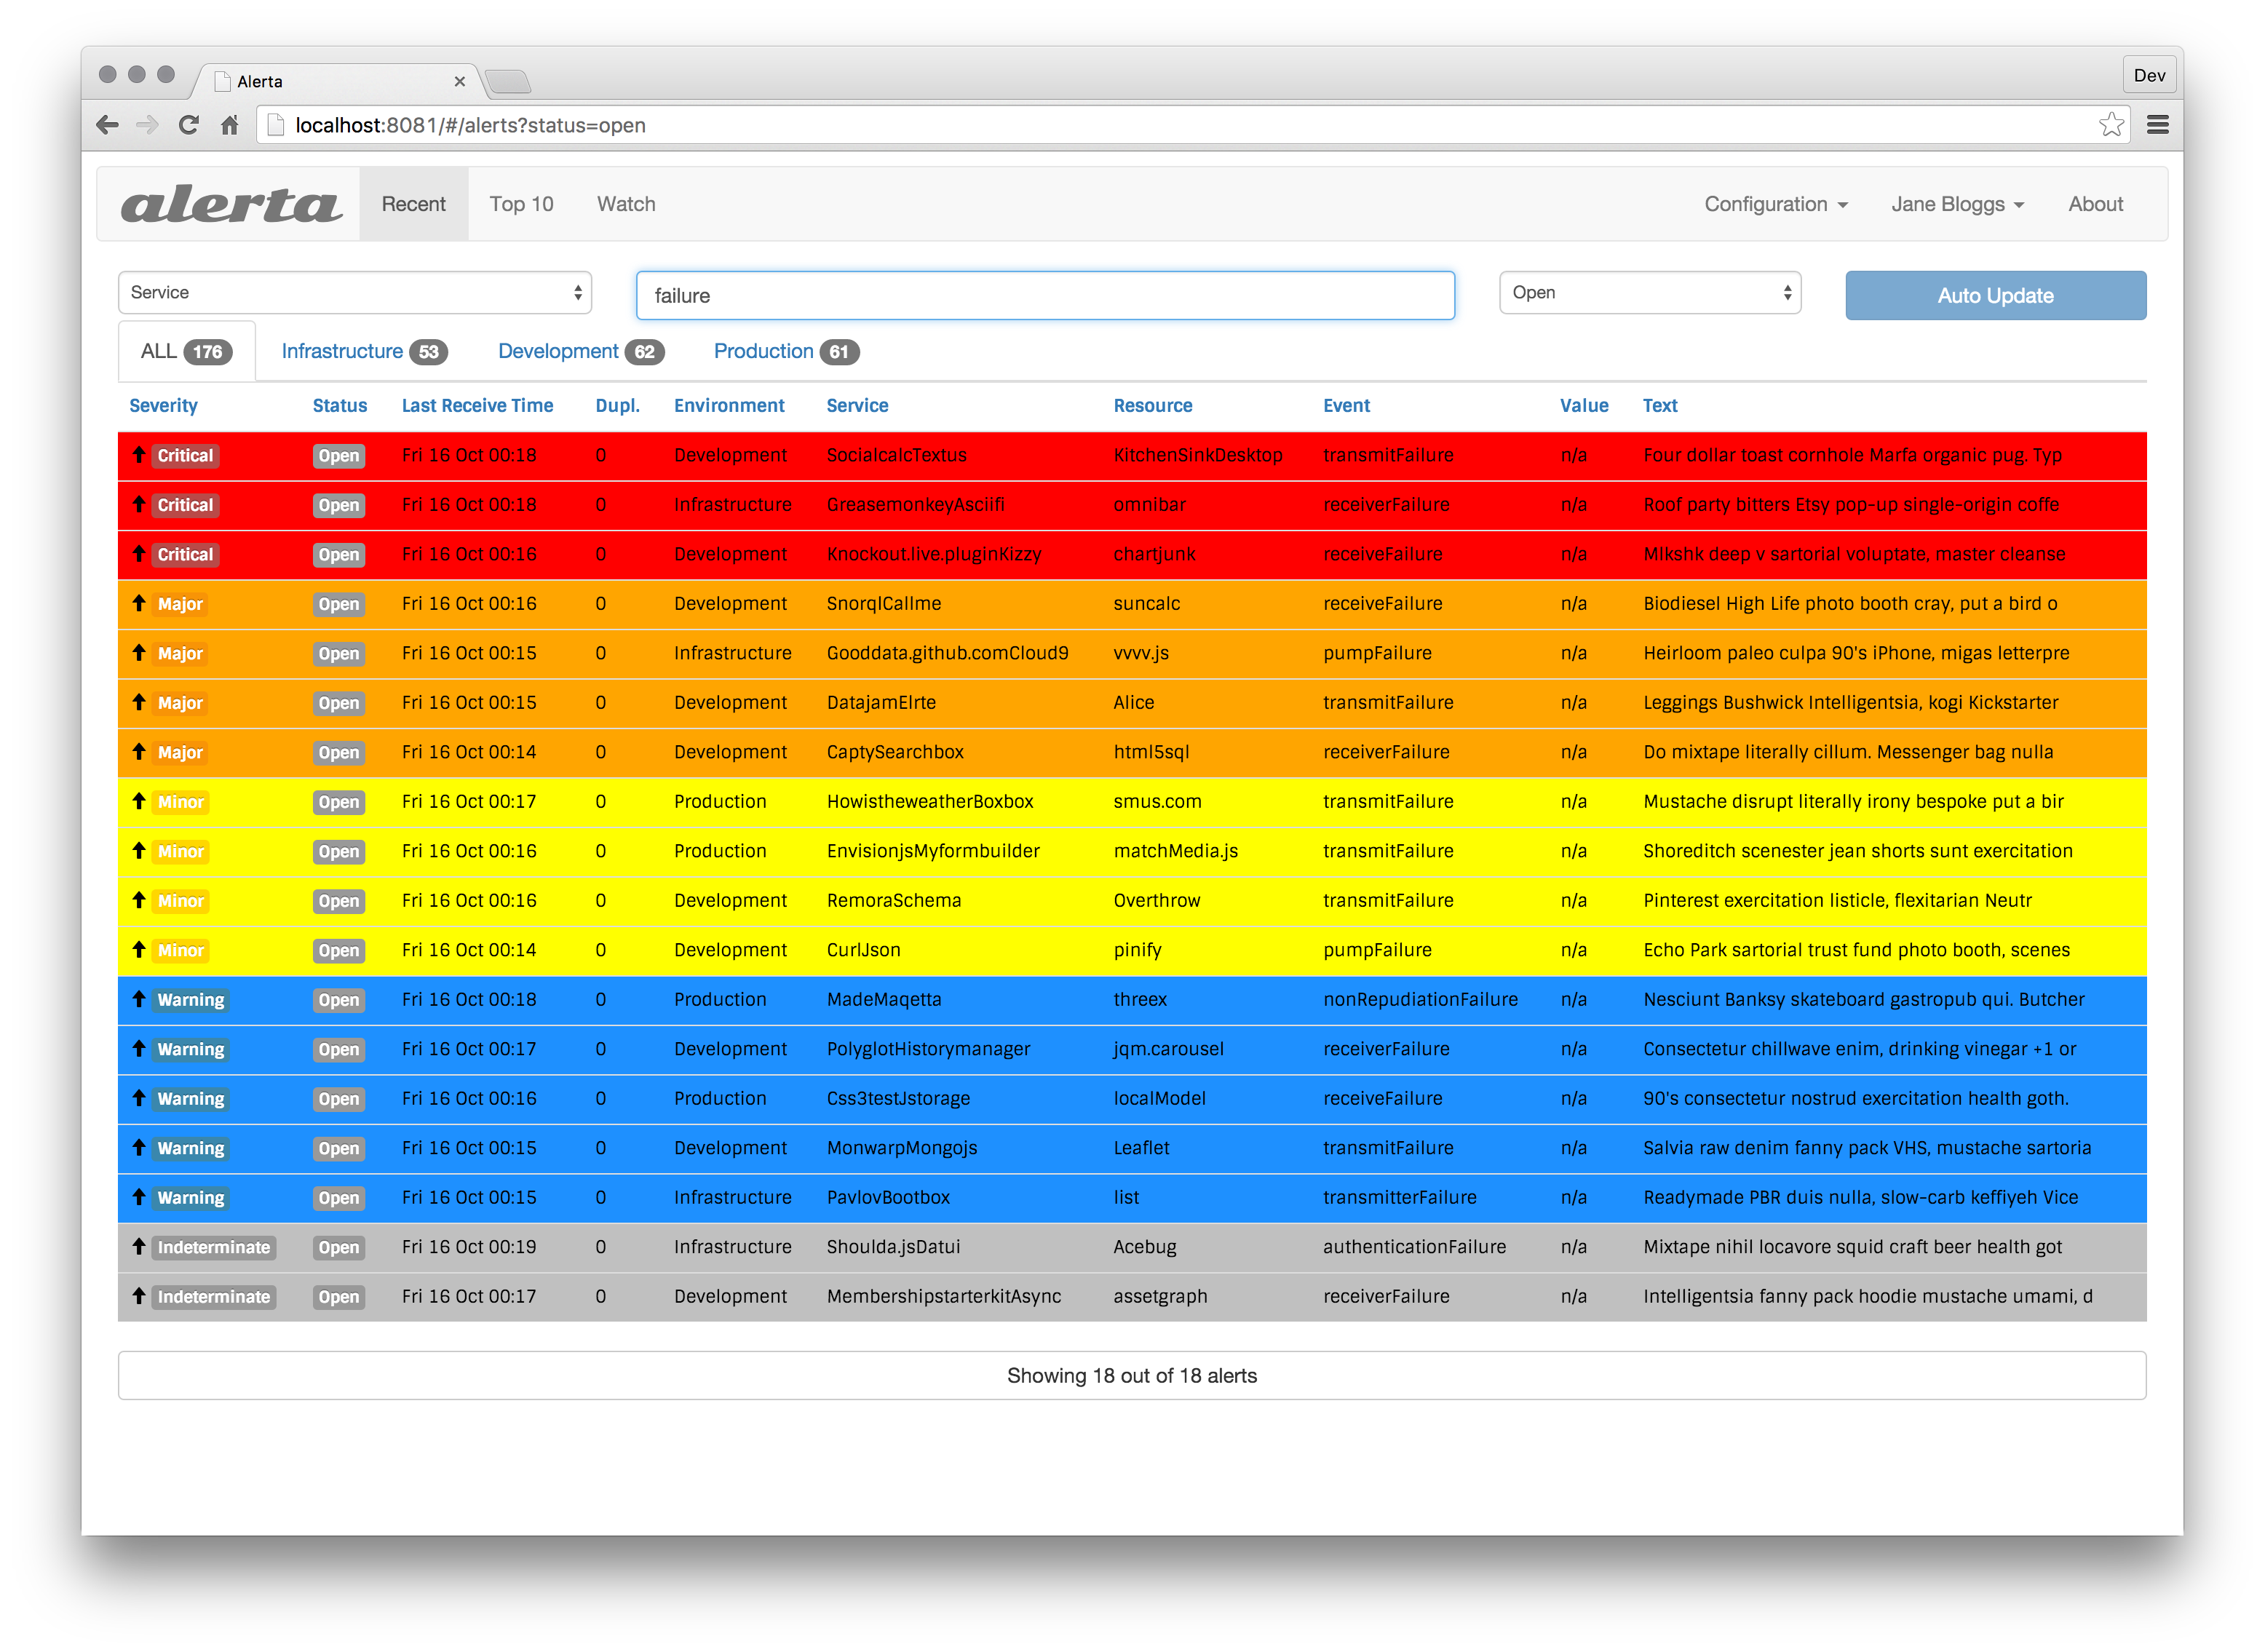 Alerta
Dev
localhost:8081/#/alerts?status=open
alerta Recent Top 10 Watch Configuration Jane Bloggs About
Service failure Open Auto Update
ALL 176 Infrastructure 53 Development 62 Production 61
Severity Status Last Receive Time Dupl. Environment Service Resource Event Value Text
Critical Open Fri 16 Oct 00:18 0 Development SocialcalcTextus KitchenSinkDesktop transmitFailure n/a Four dollar toast cornhole Marfa organic pug. Typ
Critical Open Fri 16 Oct 00:18 0 Infrastructure GreasemonkeyAsciifi omnibar receiverFailure n/a Roof party bitters Etsy pop-up single-origin coffe
Critical Open Fri 16 Oct 00:16 0 Development Knockout.live.pluginKizzy chartjunk receiveFailure n/a Mlkshk deep v sartorial voluptate, master cleanse
Major Open Fri 16 Oct 00:16 0 Development SnorqlCallme suncalc receiveFailure n/a Biodiesel High Life photo booth cray, put a bird o
Major Open Fri 16 Oct 00:15 0 Infrastructure Gooddata.github.comCloud9 vvvv.js pumpFailure n/a Heirloom paleo culpa 90's iPhone, migas letterpre
Major Open Fri 16 Oct 00:15 0 Development DatajamElrte Alice transmitFailure n/a Leggings Bushwick Intelligentsia, kogi Kickstarter
Major Open Fri 16 Oct 00:14 0 Development CaptySearchbox html5sql receiverFailure n/a Do mixtape literally cillum. Messenger bag nulla
Minor Open Fri 16 Oct 00:17 0 Production HowistheweatherBoxbox smus.com transmitFailure n/a Mustache disrupt literally irony bespoke put a bir
Minor Open Fri 16 Oct 00:16 0 Production EnvisionjsMyformbuilder matchMedia.js transmitFailure n/a Shoreditch scenester jean shorts sunt exercitation
Minor Open Fri 16 Oct 00:16 0 Development RemoraSchema Overthrow transmitFailure n/a Pinterest exercitation listicle, flexitarian Neutr
Minor Open Fri 16 Oct 00:14 0 Development CurlJson pinify pumpFailure n/a Echo Park sartorial trust fund photo booth, scenes
Warning Open Fri 16 Oct 00:18 0 Production MadeMaqetta threex nonRepudiationFailure n/a Nesciunt Banksy skateboard gastropub qui. Butcher
Warning Open Fri 16 Oct 00:17 0 Development PolyglotHistorymanager jqm.carousel receiverFailure n/a Consectetur chillwave enim, drinking vinegar +1 or
Warning Open Fri 16 Oct 00:16 0 Production Css3testJstorage localModel receiveFailure n/a 90's consectetur nostrud exercitation health goth.
Warning Open Fri 16 Oct 00:15 0 Development MonwarpMongojs Leaflet transmitFailure n/a Salvia raw denim fanny pack VHS, mustache sartoria
Warning Open Fri 16 Oct 00:15 0 Infrastructure PavlovBootbox list transmitterFailure n/a Readymade PBR duis nulla, slow-carb keffiyeh Vice
Indeterminate Open Fri 16 Oct 00:19 0 Infrastructure Shoulda.jsDatui Acebug authenticationFailure n/a Mixtape nihil locavore squid craft beer health got
Indeterminate Open Fri 16 Oct 00:17 0 Development MembershipstarterkitAsync assetgraph receiverFailure n/a Intelligentsia fanny pack hoodie mustache umami, d
Showing 18 out of 18 alerts